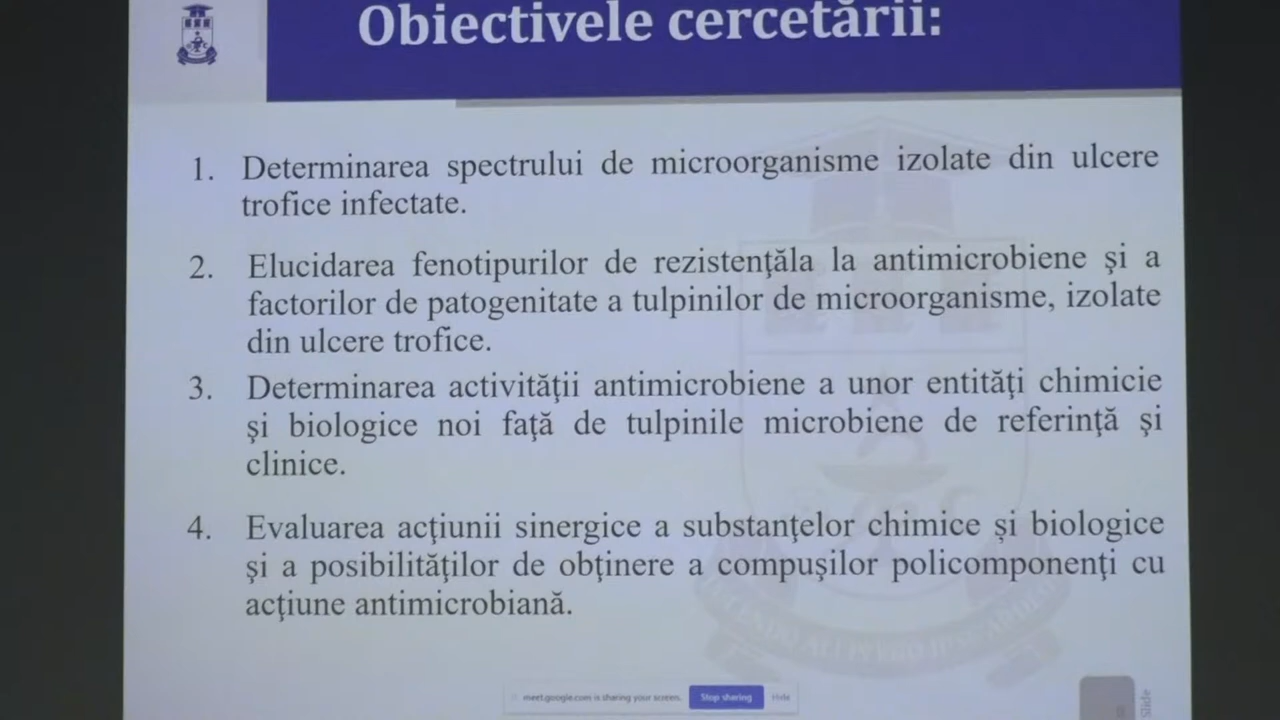 Obiectivele cercetării:
1. Determinarea spectrului de microorganisme izolate din ulcere
trofice infectate.
2. Elucidarea fenotipurilor de rezistenţăla la antimicrobiene şi a
factorilor de patogenitate a tulpinilor de microorganisme, izolate
din ulcere trofice.
3. Determinarea activităţii antimicrobiene a unor entităţi chimicie
şi biologice noi faţă de tulpinile microbiene de referinţă şi
clinice.
4. Evaluarea acţiunii sinergice a substanţelor chimice și biologice
şi a posibilităţilor de obţinere a compuşilor policomponenţi cu
acţiune antimicrobiană.
meet.google.com is sharing your screen. Stop sharing Hide
Slide